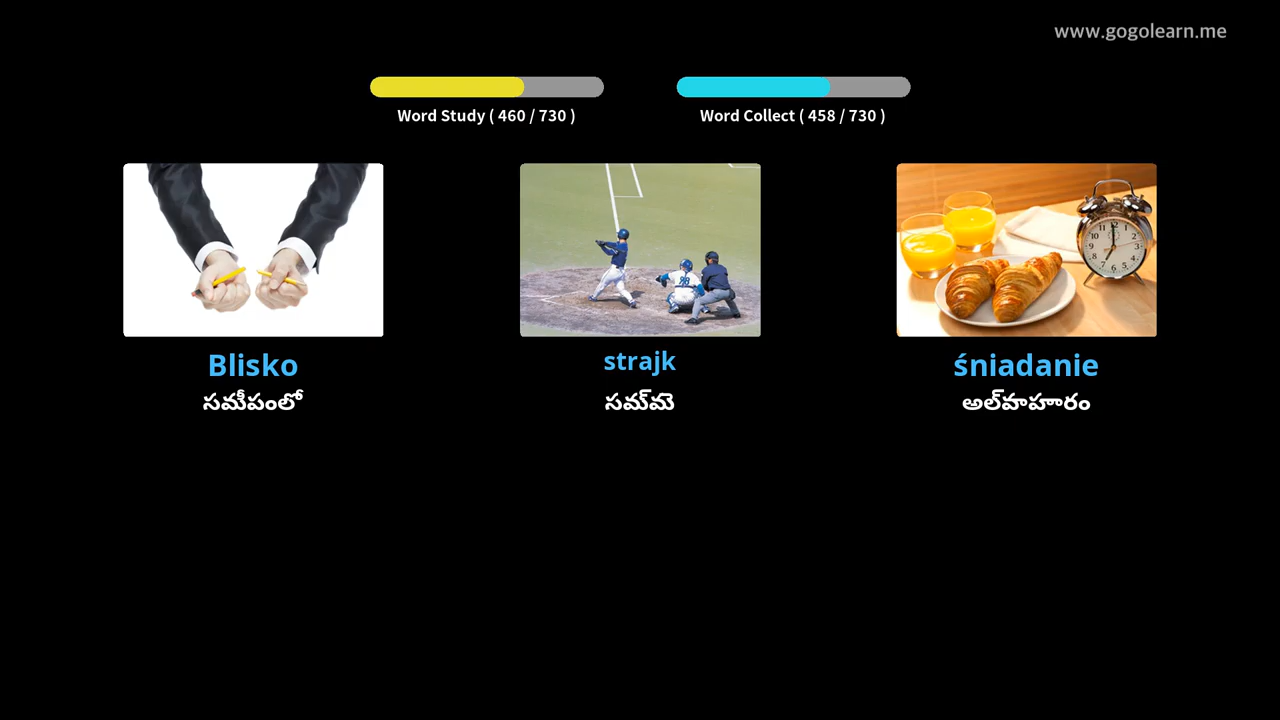 www.gogolearn.me
Word Study ( 460 / 730 )
Word Collect ( 458 / 730 )
Blisko
strajk
śniadanie
సమీపంలో
సమ్మె
అల్పాహారం